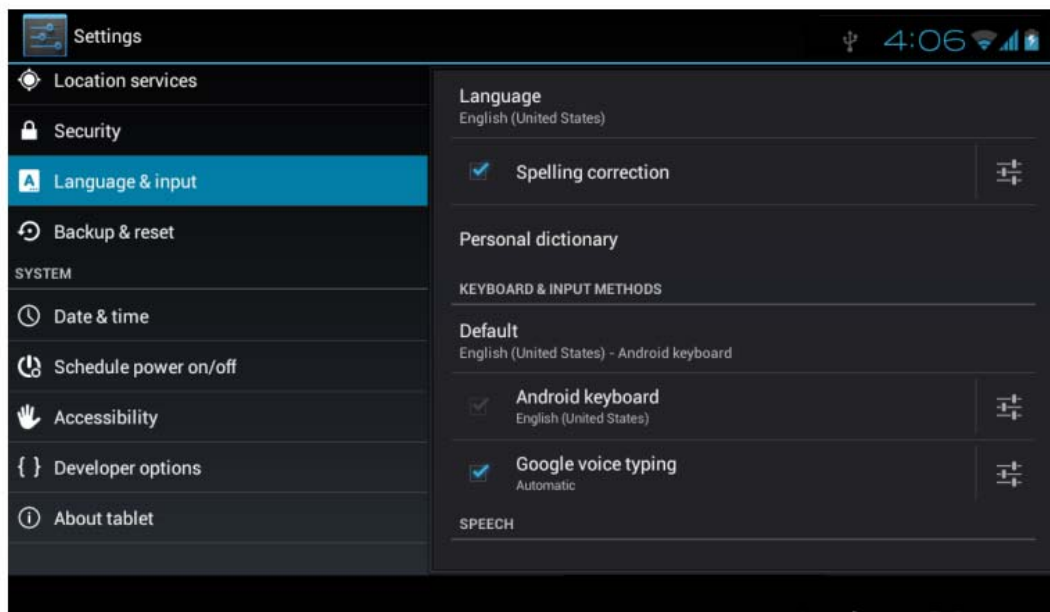 Settings
4:06
Location services
Security
Language & input
Backup & reset
SYSTEM
Date & time
Schedule power on/off
Accessibility
{ } Developer options
About tablet
Language
English (United States)
Spelling correction
Personal dictionary
KEYBOARD & INPUT METHODS
Default
English (United States) - Android keyboard
Android keyboard
English (United States)
Google voice typing
Automatic
SPEECH